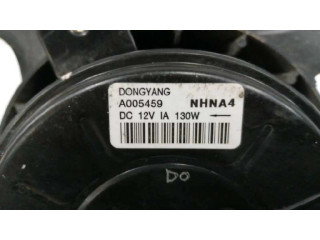 DONGYANG
A005459 NHNA4
DC 12V IA 130W ←
DO